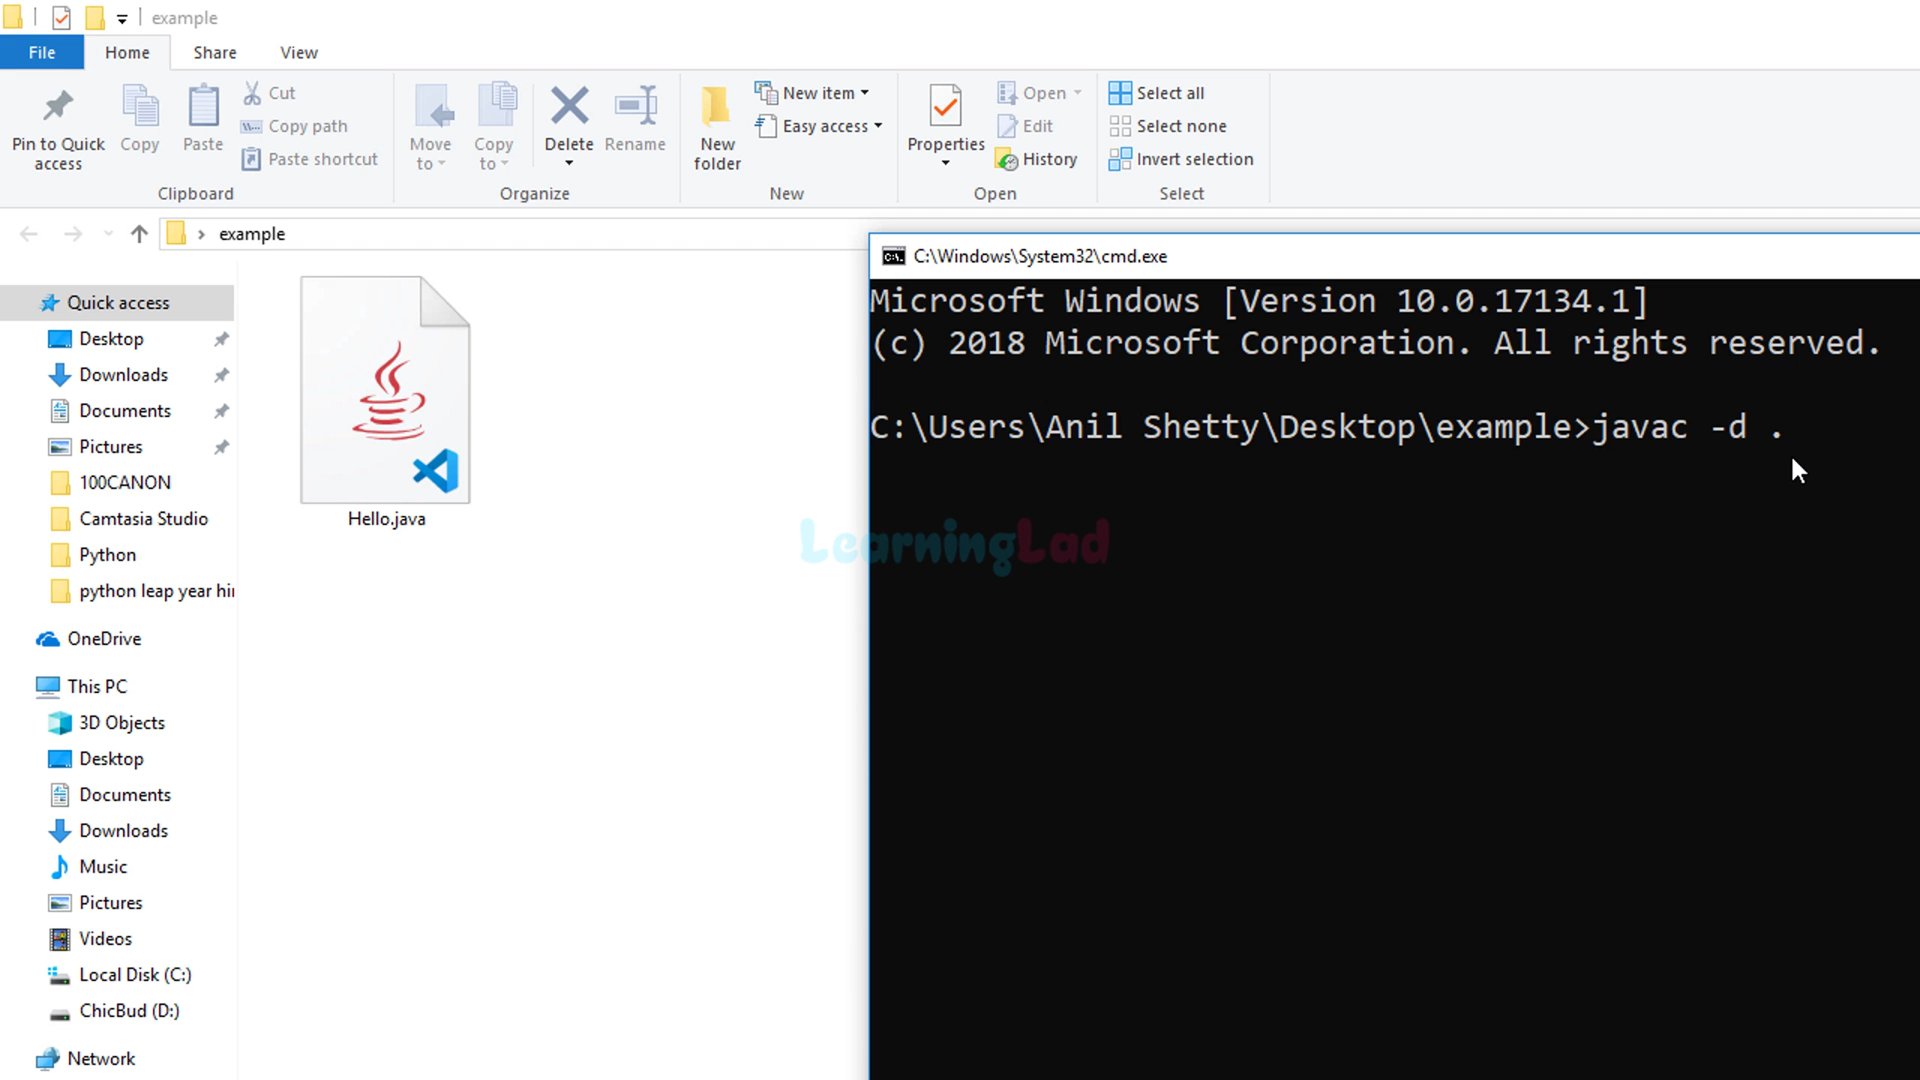 example
File Home Share View
Pin to Quick access
Copy
Paste
Cut
Copy path
Paste shortcut
Clipboard
Move to
Copy to
Delete
Rename
Organize
New folder
New item
Easy access
New
Properties
Open
Edit
History
Open
Select all
Select none
Invert selection
Select
example
Quick access
Desktop
Downloads
Documents
Pictures
100CANON
Camtasia Studio
Python
python leap year hin
OneDrive
This PC
3D Objects
Desktop
Documents
Downloads
Music
Pictures
Videos
Local Disk (C:)
ChicBud (D:)
Network
Hello.java
LearningLad
C:\Windows\System32\cmd.exe
Microsoft Windows [Version 10.0.17134.1]
(c) 2018 Microsoft Corporation. All rights reserved.
C:\Users\Anil Shetty\Desktop\example>javac -d .